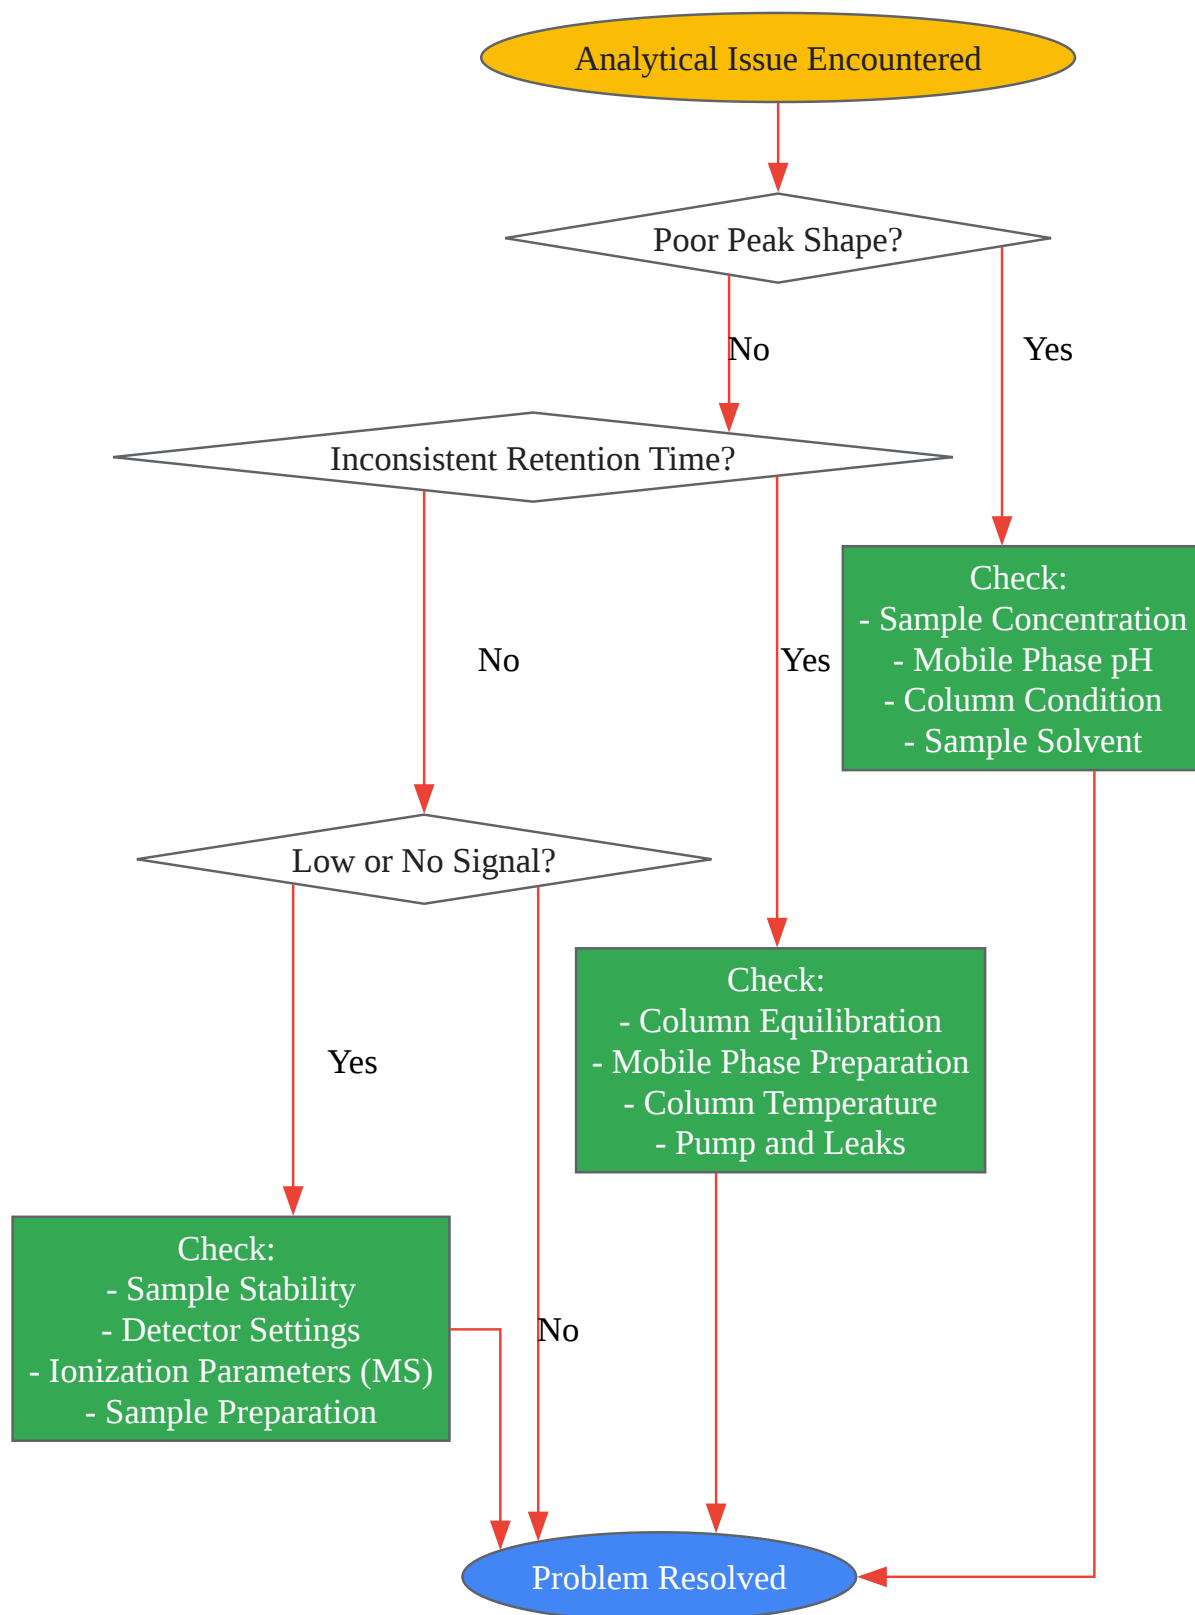 Analytical Issue Encountered
Poor Peak Shape?
No
Yes
Inconsistent Retention Time?
Check:
- Sample Concentration
- Mobile Phase pH
- Column Condition
- Sample Solvent
No
Yes
Low or No Signal?
Check:
- Column Equilibration
- Mobile Phase Preparation
- Column Temperature
- Pump and Leaks
Yes
Check:
- Sample Stability
- Detector Settings
- Ionization Parameters (MS)
- Sample Preparation
No
Problem Resolved